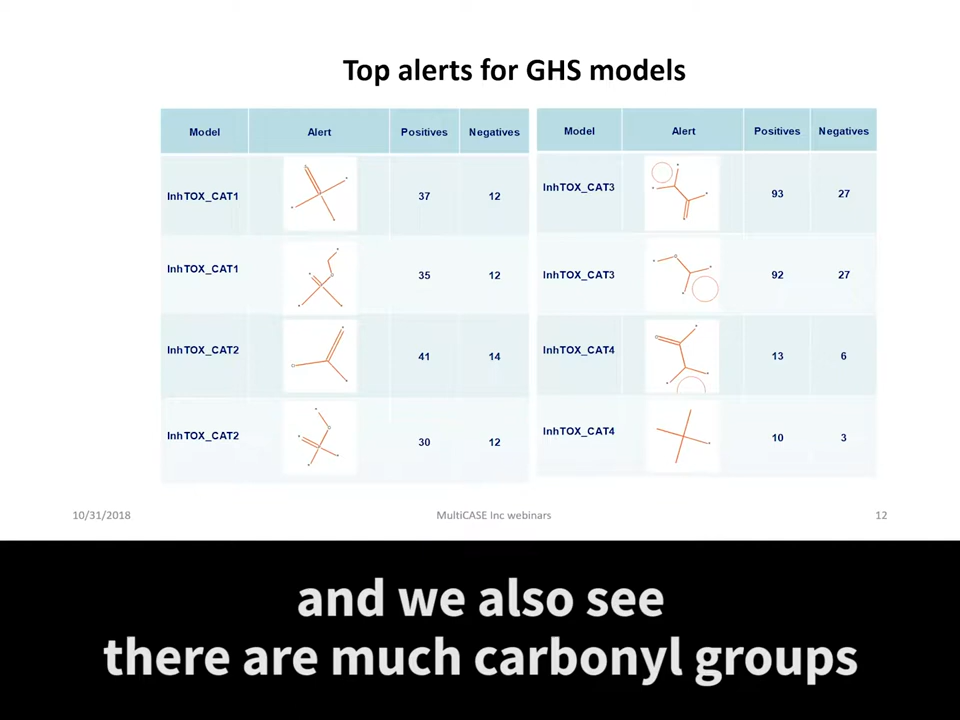 Top alerts for GHS models
Model Alert Positives Negatives
InhTOX_CAT1 37 12
InhTOX_CAT1 35 12
InhTOX_CAT2 41 14
InhTOX_CAT2 30 12
Model Alert Positives Negatives
InhTOX_CAT3 93 27
InhTOX_CAT3 92 27
InhTOX_CAT4 13 6
InhTOX_CAT4 10 3
10/31/2018 MultiCASE Inc webinars 12
and we also see
there are much carbonyl groups